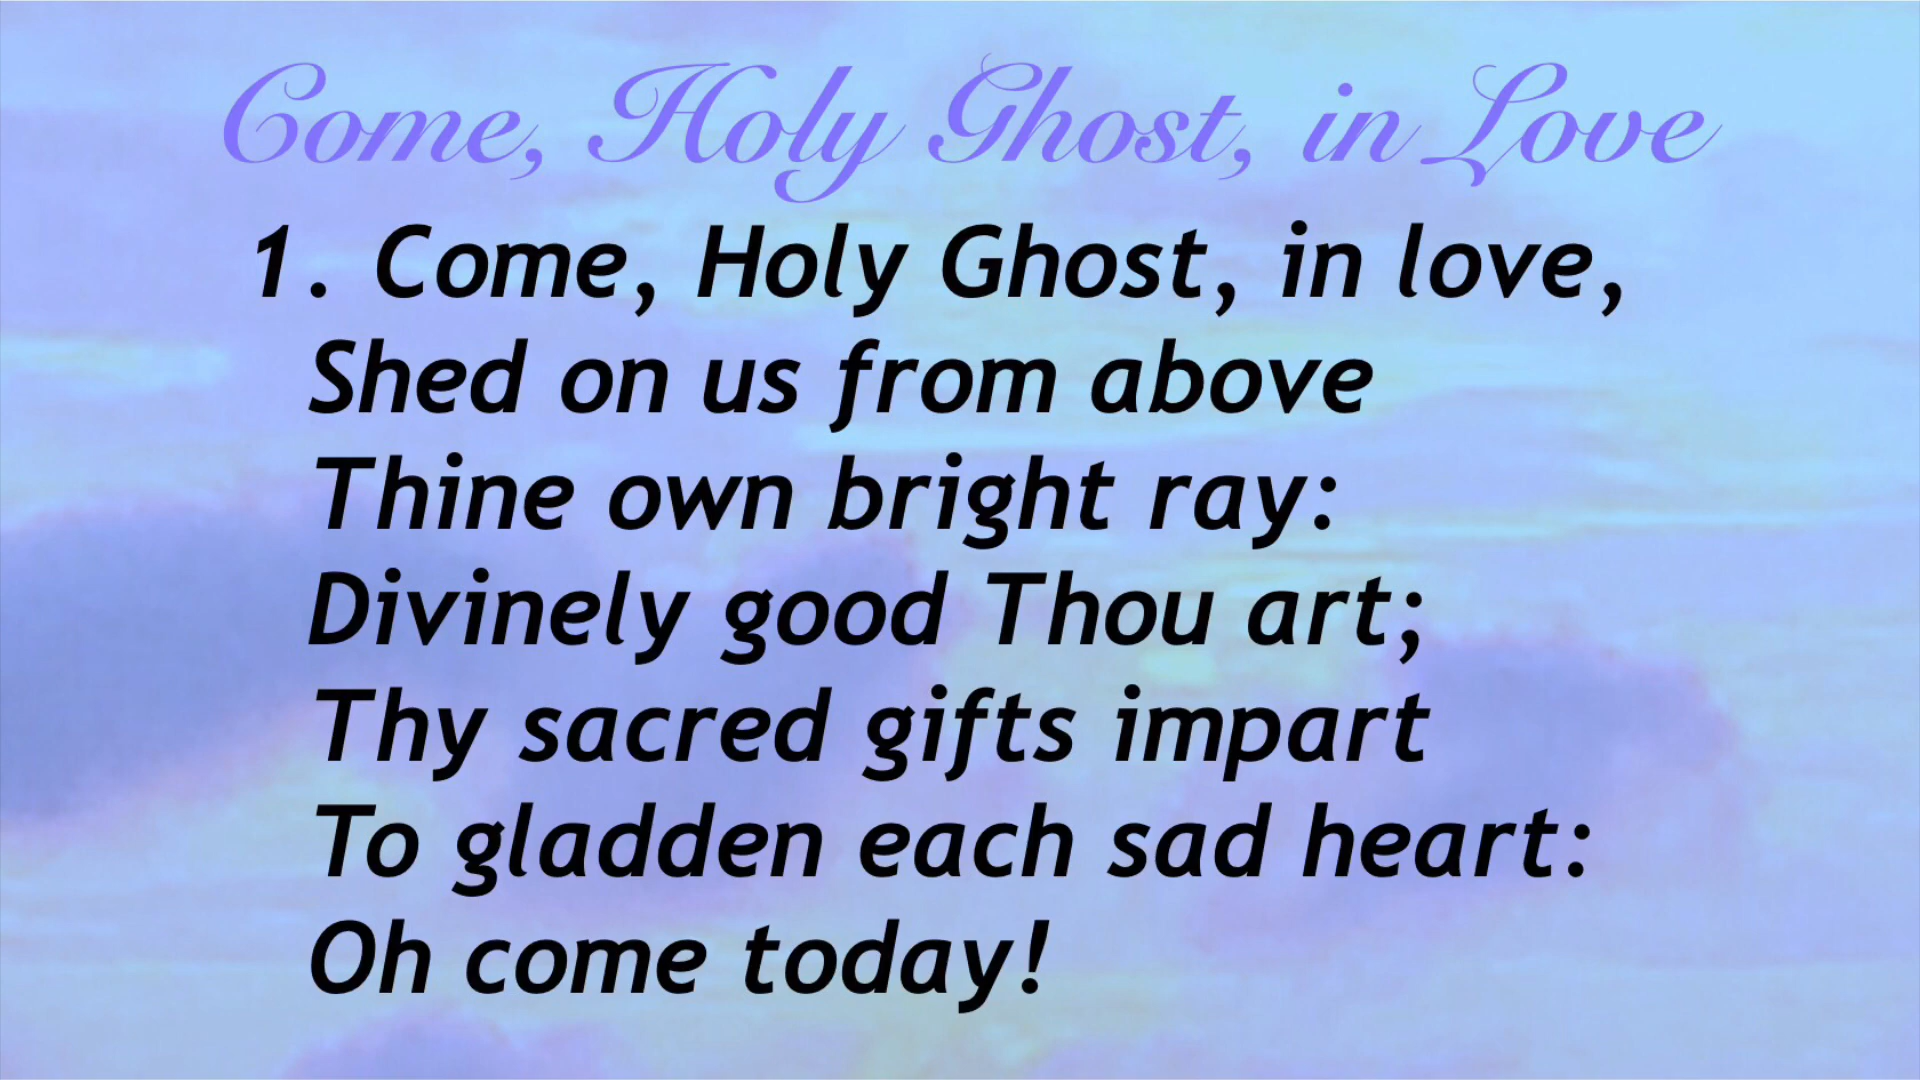 Come, Holy Ghost, in Love
1. Come, Holy Ghost, in love,
Shed on us from above
Thine own bright ray:
Divinely good Thou art;
Thy sacred gifts impart
To gladden each sad heart:
Oh come today!